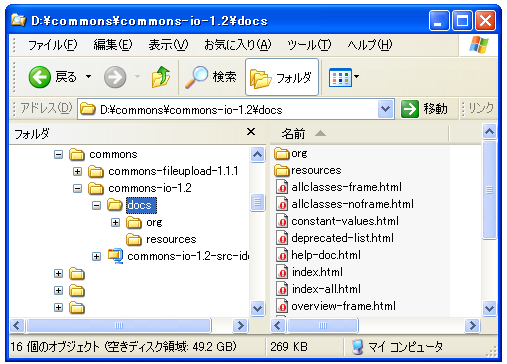 D:¥commons¥commons-io-1.2¥docs
ファイル(F) 編集(E) 表示(V) お気に入り(A) ツール(T) ヘルプ(H)
戻る 検索 フォルダ
アドレス(D) D:¥commons¥commons-io-1.2¥docs 移動 リンク
フォルダ
commons
commons-fileupload-1.1.1
commons-io-1.2
docs
org
resources
commons-io-1.2-src-ide
名前
org
resources
allclasses-frame.html
allclasses-noframe.html
constant-values.html
deprecated-list.html
help-doc.html
index.html
index-all.html
overview-frame.html
16 個のオブジェクト (空きディスク領域: 49.2 GB) 269 KB マイ コンピュータ